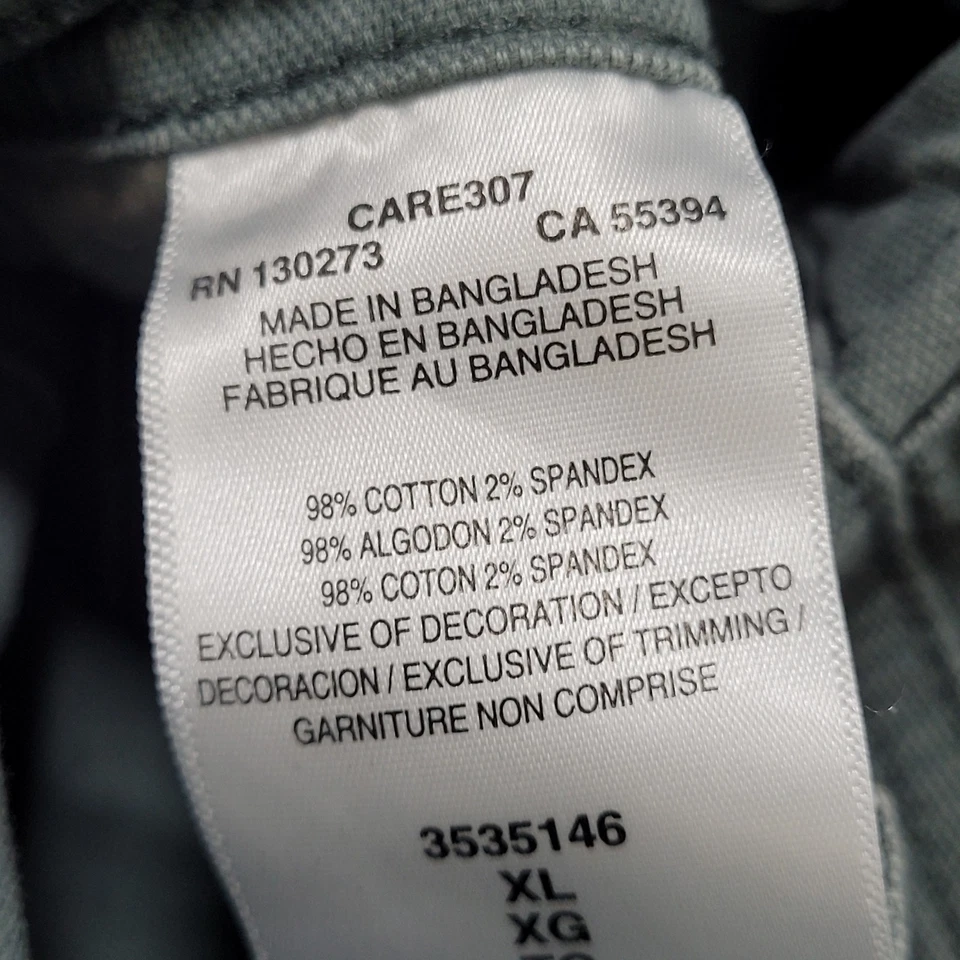 CARE307
RN 130273 CA 55394
MADE IN BANGLADESH
HECHO EN BANGLADESH
FABRIQUE AU BANGLADESH
98% COTTON 2% SPANDEX
98% ALGODON 2% SPANDEX
98% COTON 2% SPANDEX
EXCLUSIVE OF DECORATION / EXCEPTO
DECORACION / EXCLUSIVE OF TRIMMING /
GARNITURE NON COMPRISE
3535146
XL
XG